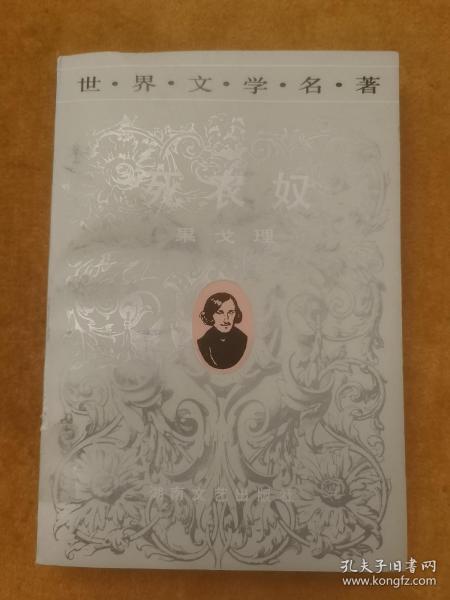 世·界·文·学·名·著
死农奴
果戈理
湖南文艺出版社
孔夫子旧书网
www.kongfz.com